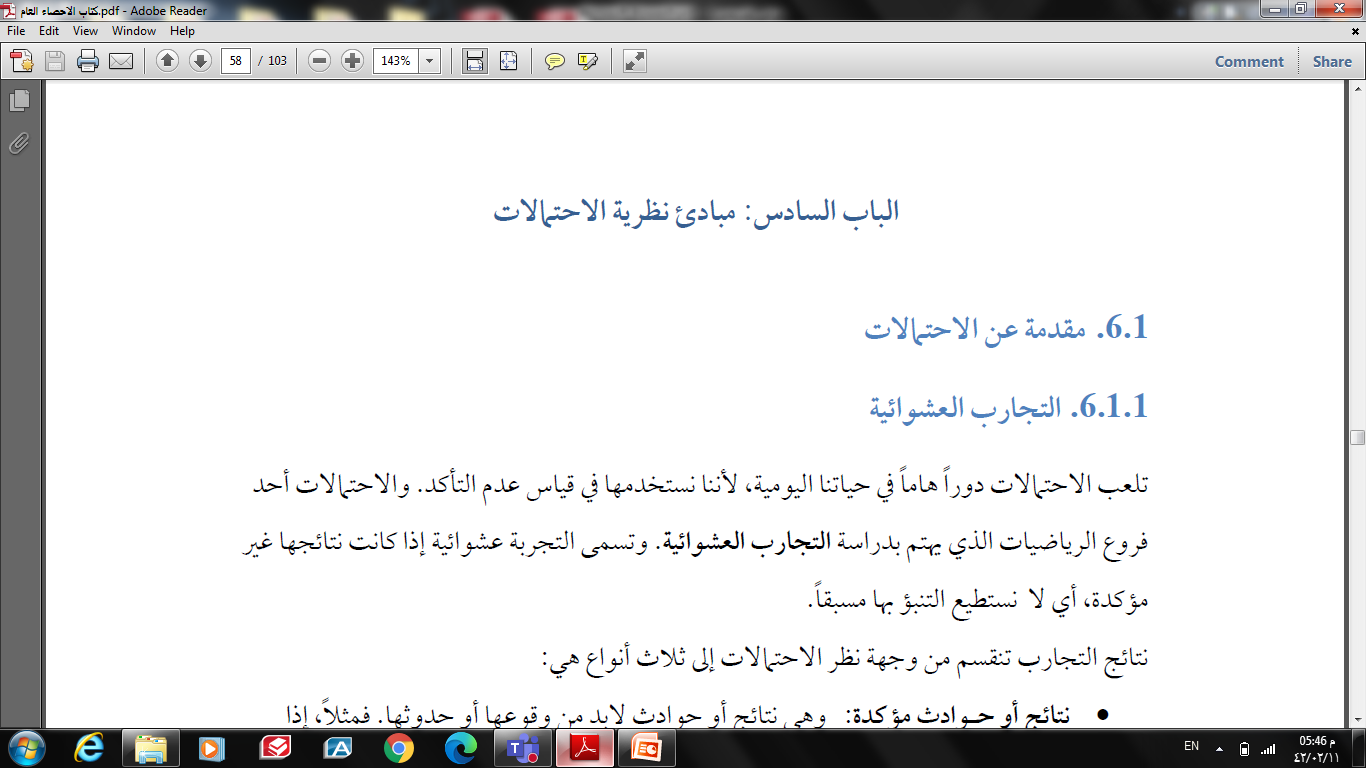 كتاب الاحصاء العام.pdf - Adobe Reader
File Edit View Window Help
58 / 103 143% Comment Share
الباب السادس: مبادئ نظرية الاحتمالات
6.1. مقدمة عن الاحتمالات
6.1.1. التجارب العشوائية
تلعب الاحتمالات دوراً هاماً في حياتنا اليومية، لأننا نستخدمها في قياس عدم التأكد. والاحتمالات أحد
فروع الرياضيات الذي يهتم بدراسة التجارب العشوائية. وتسمى التجربة عشوائية إذا كانت نتائجها غير
مؤكدة، أي لا نستطيع التنبؤ بها مسبقاً.
نتائج التجارب تنقسم من وجهة نظر الاحتمالات إلى ثلاث أنواع هي:
• نتائج أو حوادث مؤكدة: وهي نتائج أو حوادث لابد من وقوعها أو حدوثها. فمثلاً، إذا
EN 05:46 م
٤٢/٠٢/١١